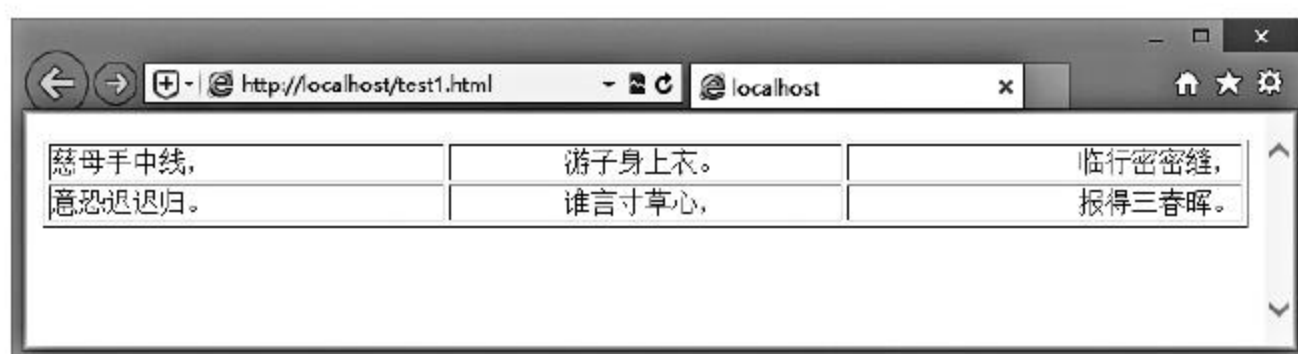 http://localhost/test1.html
localhost
慈母手中线， 游子身上衣。 临行密密缝，
意恐迟迟归。 谁言寸草心， 报得三春晖。